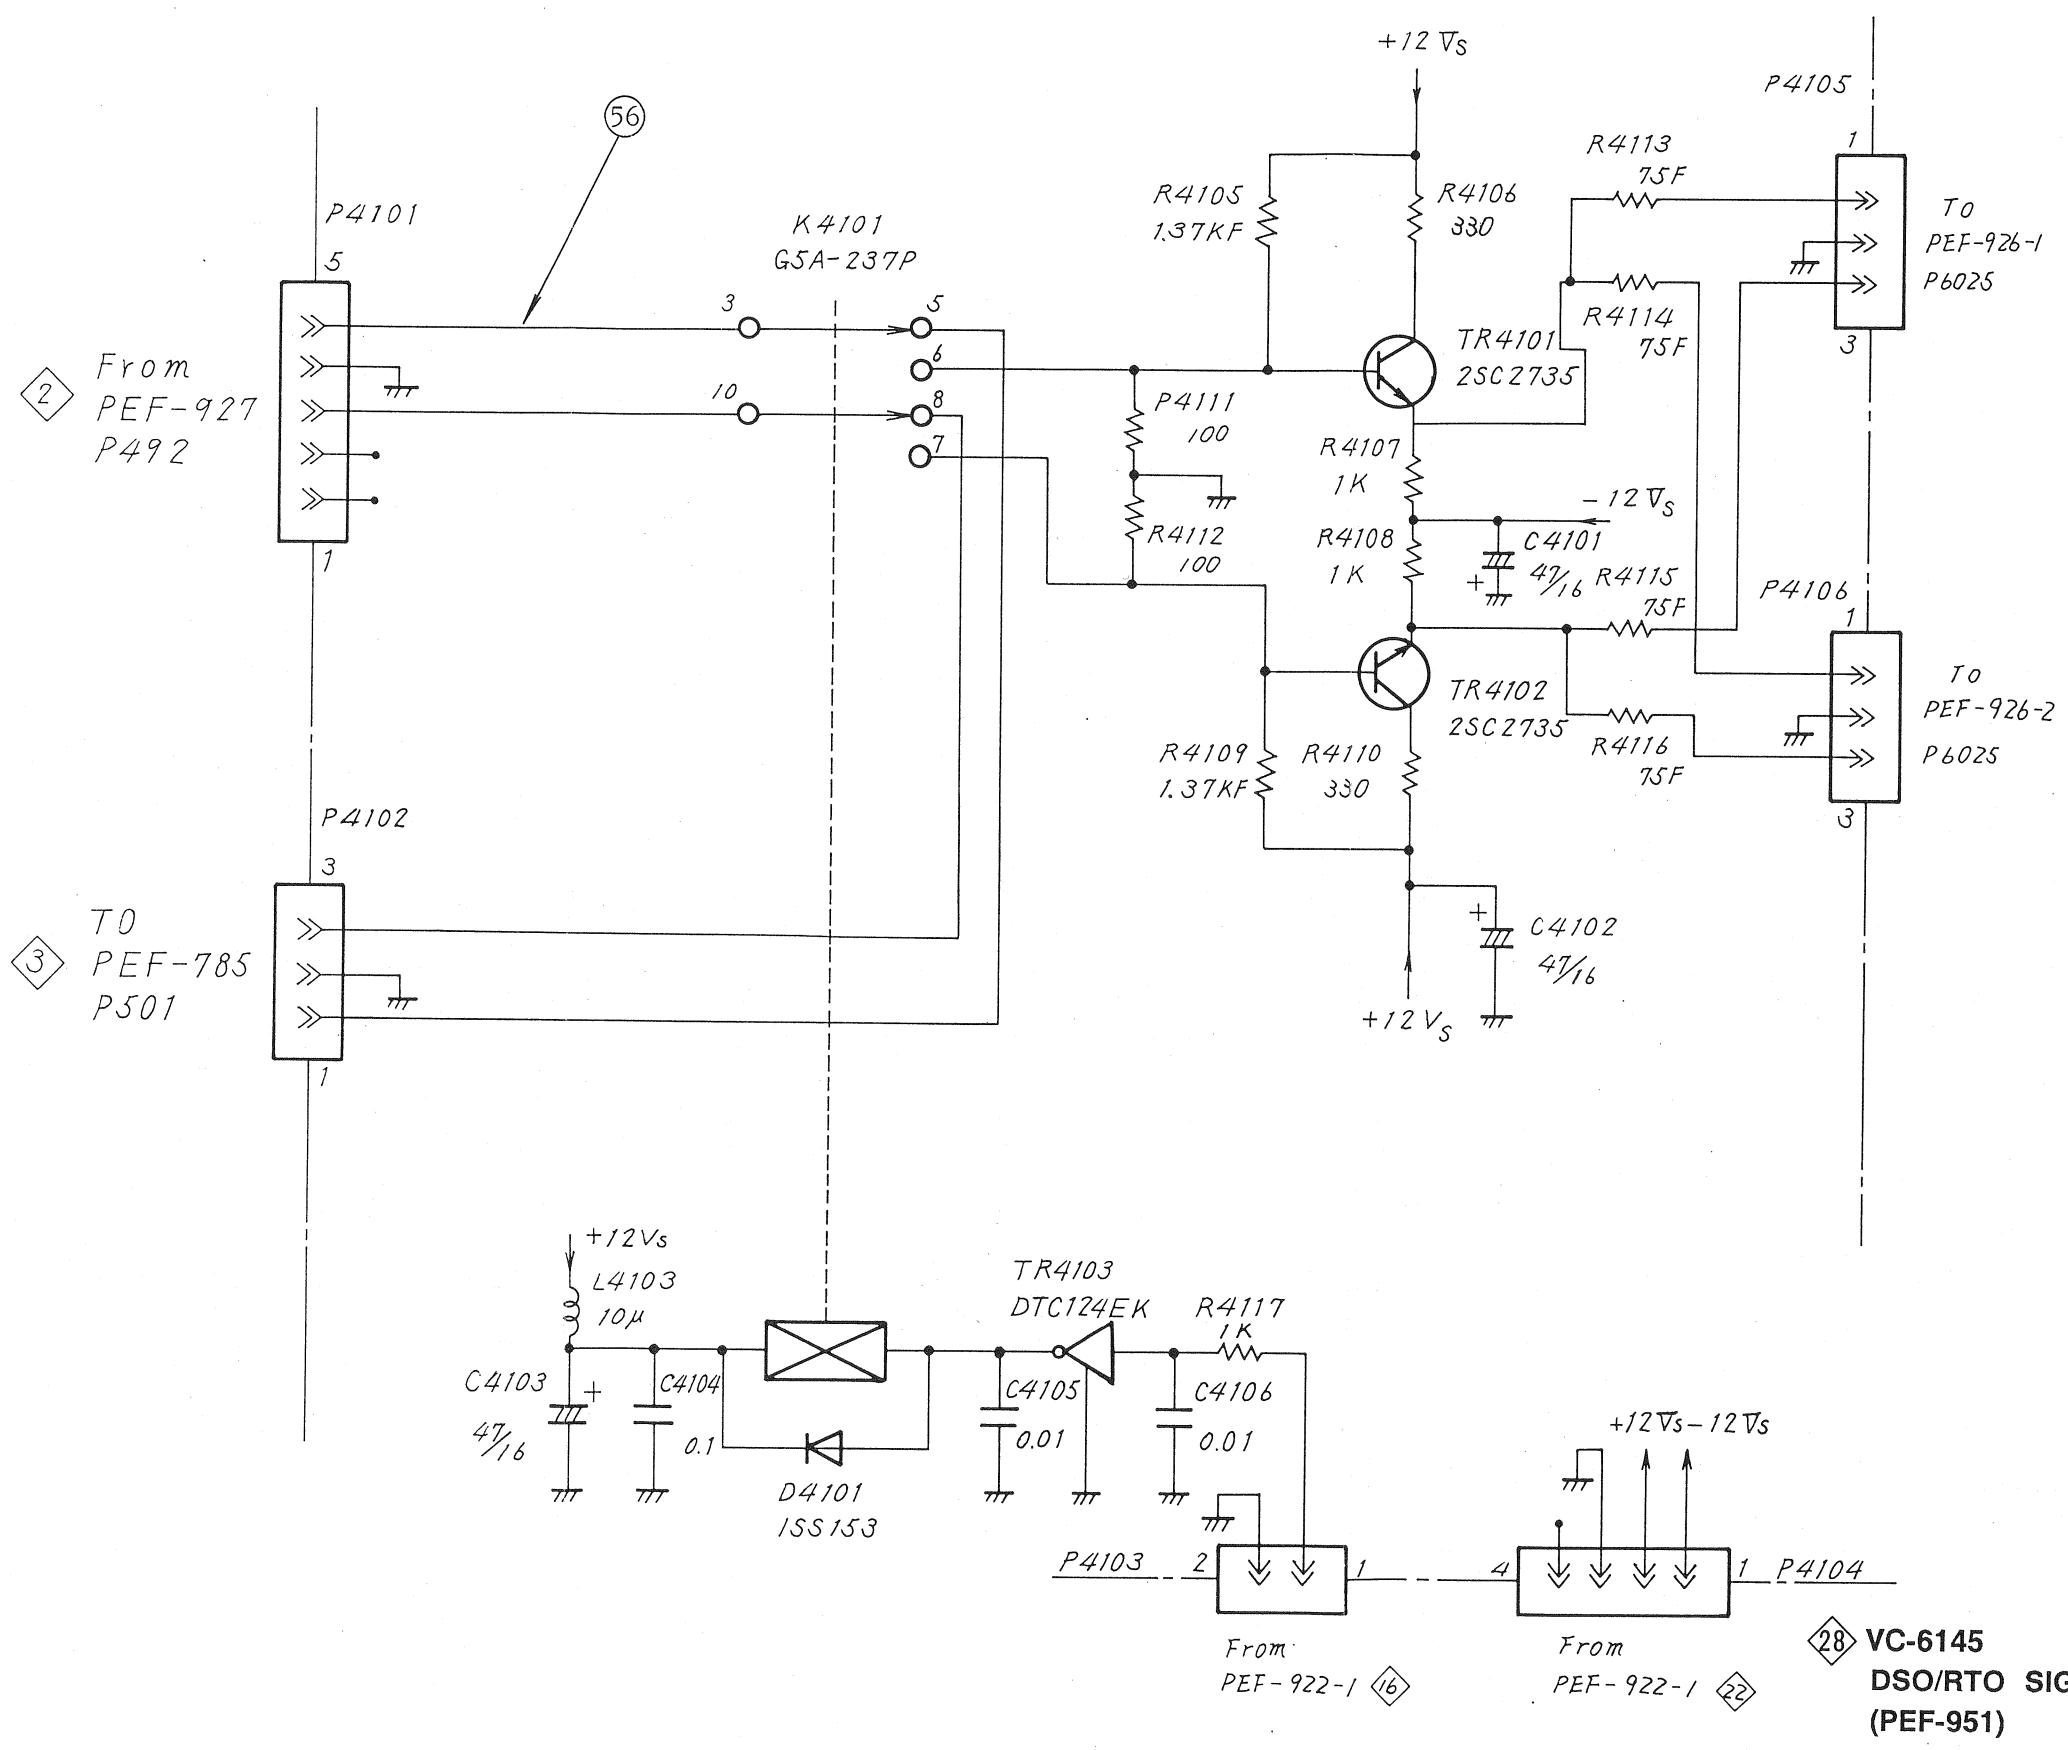 +12 Vs
P4105
56
R4113
75F
1
R4105
1.37KF
R4106
330
P4101
K4101
G5A-237P
TO
PEF-926-1
P6025
5
3
5
6
R4114
75F
3
TR4101
2SC2735
2
From
PEF-927
P492
10
8
7
P4111
100
R4107
1K
-12 Vs
R4112
100
R4108
1K
C4101
+
47/16
R4115
75F
P4106
1
1
TR4102
2SC2735
TO
PEF-926-2
P6025
R4109
1.37KF
R4110
330
R4116
75F
3
P4102
3
3
TO
PEF-785
P501
+
C4102
47/16
+12 Vs
1
+12Vs
L4103
10μ
TR4103
DTC124EK
R4117
1K
C4103
+
47/16
C4104
0.1
C4105
0.01
C4106
0.01
D4101
1SS153
+12Vs -12Vs
P4103
2
1
4
1
P4104
From
PEF-922-1 16
From
PEF-922-1 22
28 VC-6145
DSO/RTO SIG
(PEF-951)